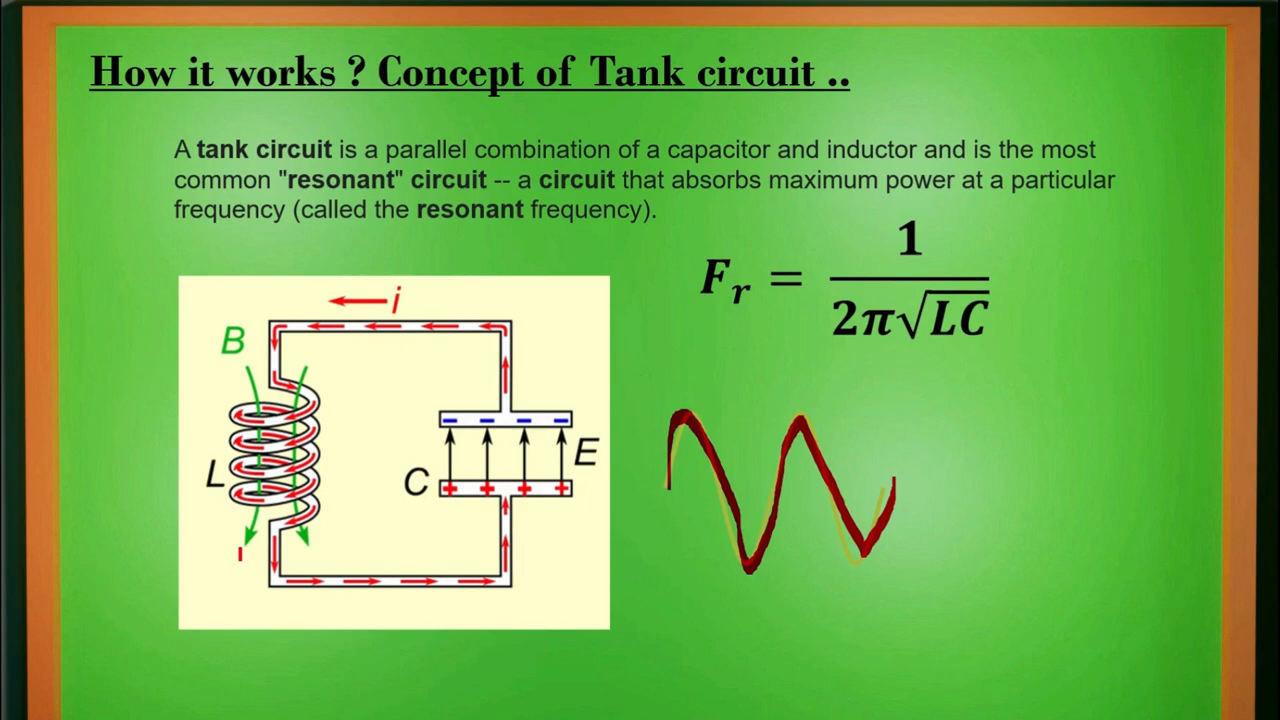 How it works ? Concept of Tank circuit ..
A tank circuit is a parallel combination of a capacitor and inductor and is the most
common "resonant" circuit -- a circuit that absorbs maximum power at a particular
frequency (called the resonant frequency).
F_r = 1 / 2π√LC
i
B
L
C
E
- - - -
+ + + +